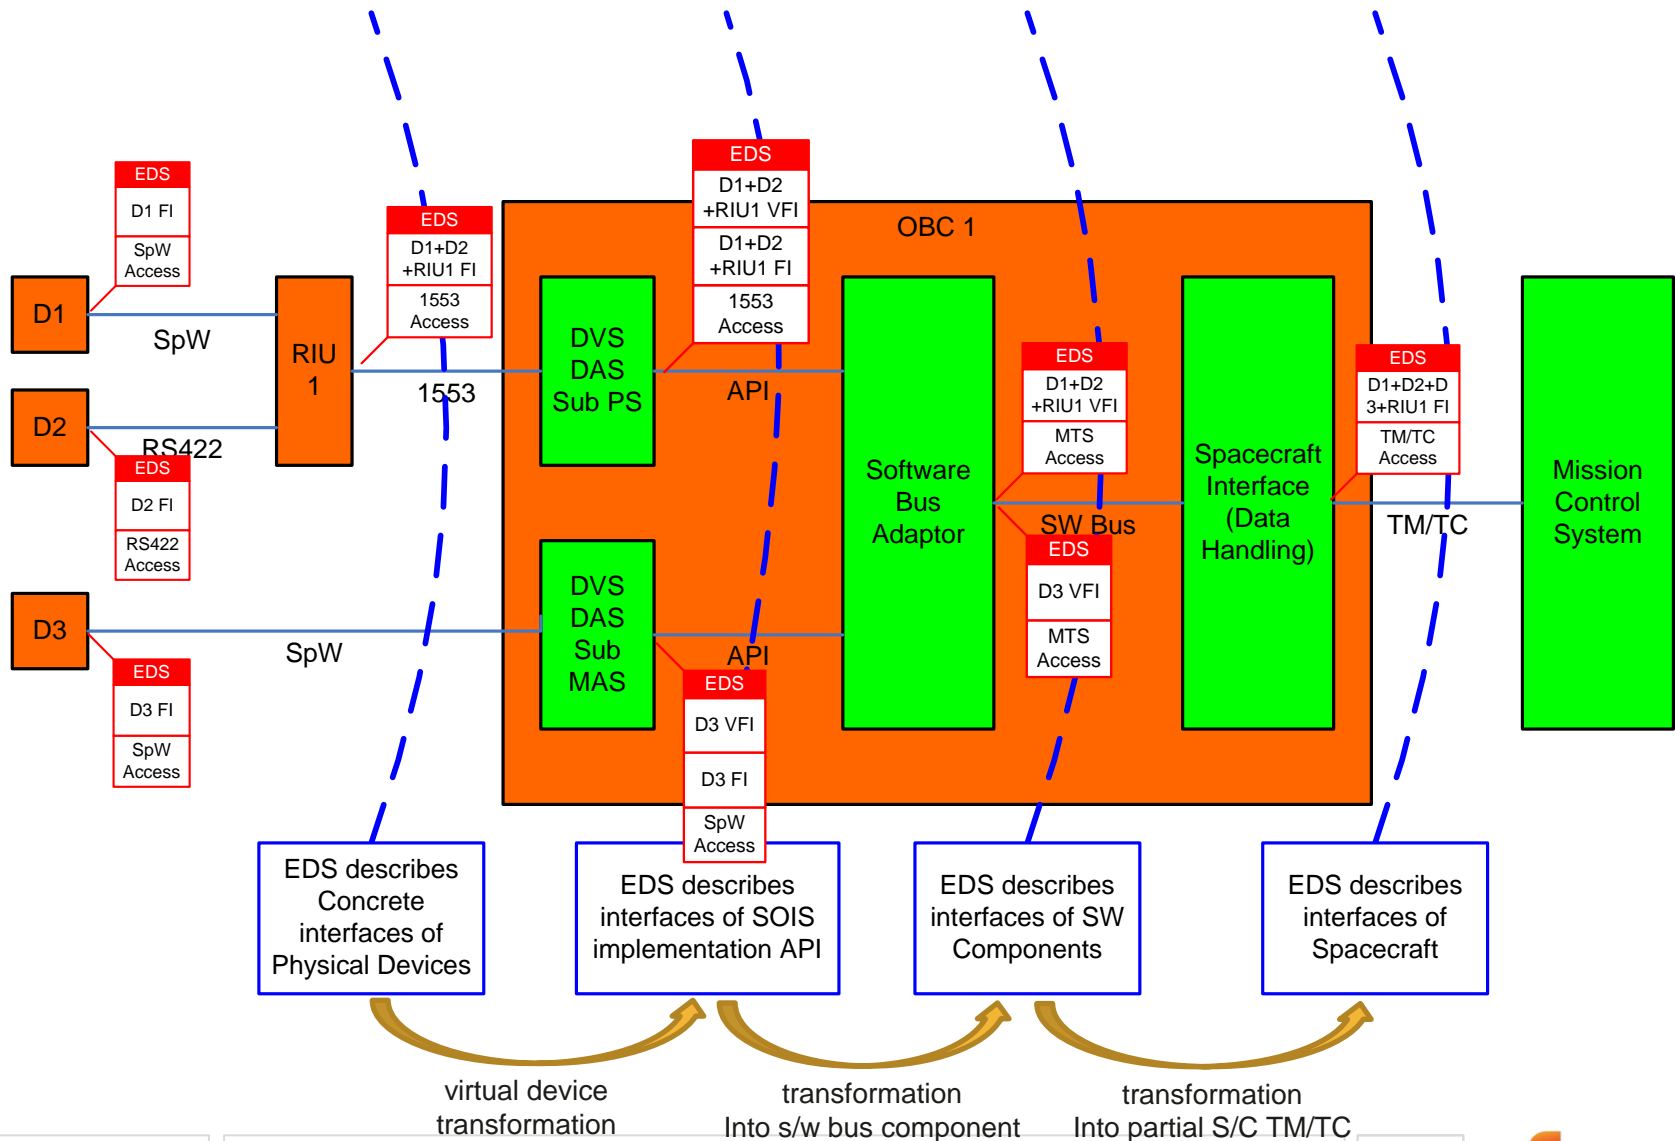 EDS
D1 FI
SpW
Access
EDS
D1+D2
+RIU1 FI
1553
Access
EDS
D1+D2
+RIU1 VFI
D1+D2
+RIU1 FI
1553
Access
OBC 1
D1
SpW
RIU
1
1553
DVS
DAS
Sub PS
API
D2
RS422
EDS
D2 FI
RS422
Access
EDS
D1+D2
+RIU1 VFI
MTS
Access
EDS
D1+D2+D
3+RIU1 FI
TM/TC
Access
Software
Bus
Adaptor
SW Bus
Spacecraft
Interface
(Data
Handling)
TM/TC
Mission
Control
System
EDS
D3 VFI
MTS
Access
D3
SpW
DVS
DAS
Sub
MAS
API
EDS
D3 FI
SpW
Access
EDS
D3 VFI
D3 FI
SpW
Access
EDS describes
Concrete
interfaces of
Physical Devices
EDS describes
interfaces of SOIS
implementation API
EDS describes
interfaces of SW
Components
EDS describes
interfaces of
Spacecraft
virtual device
transformation
transformation
Into s/w bus component
transformation
Into partial S/C TM/TC